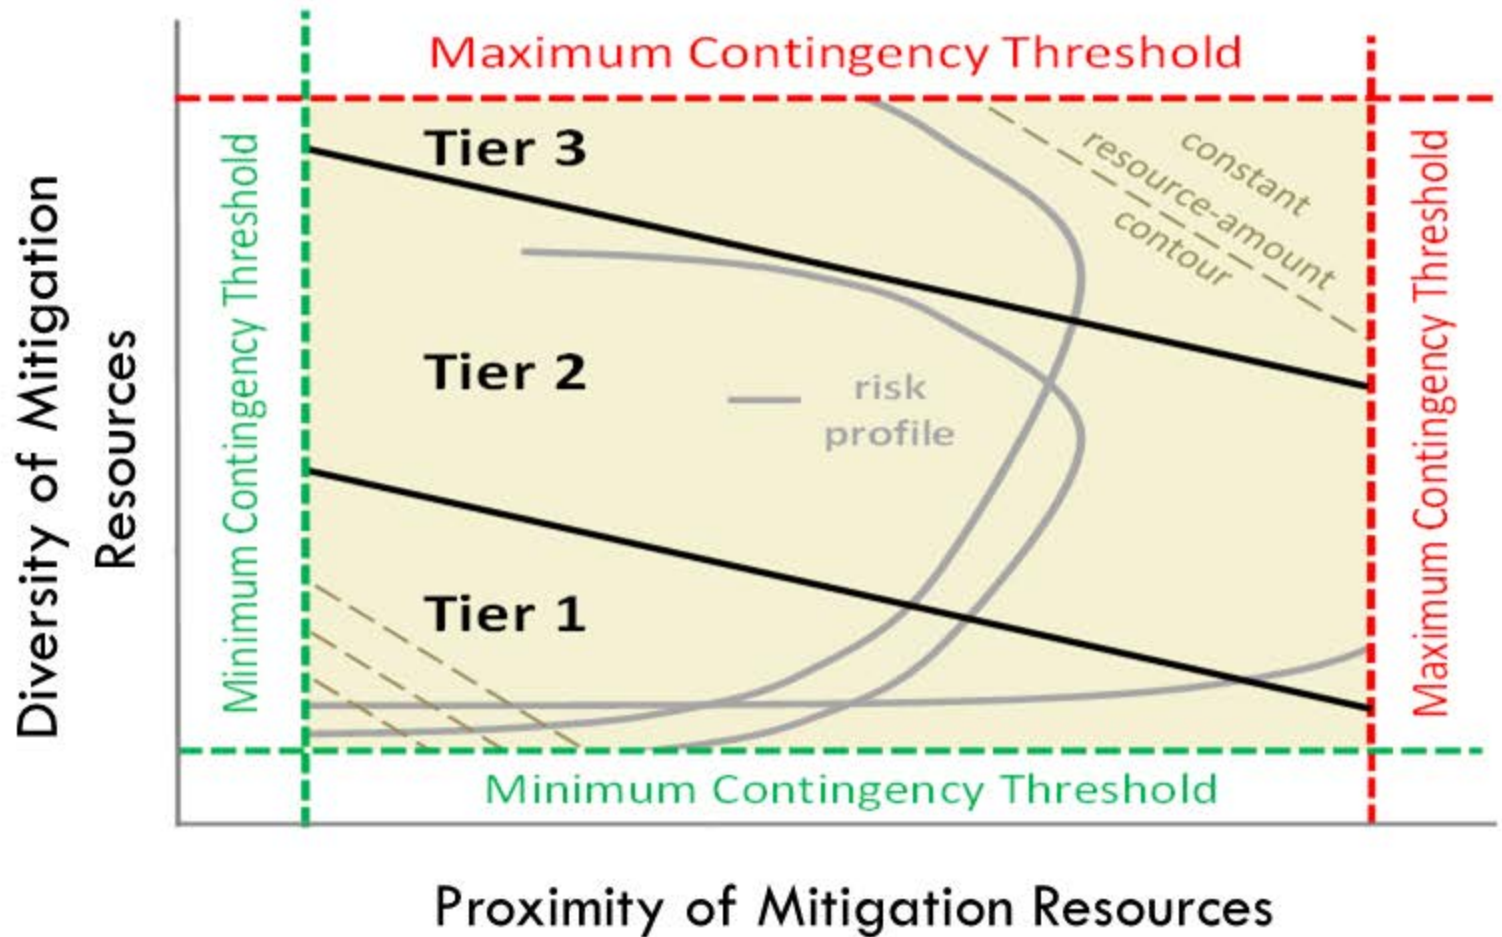 Maximum Contingency Threshold
Diversity of Mitigation
Resources
Minimum Contingency Threshold
Tier 3
constant
resource-amount
contour
Maximum Contingency Threshold
Tier 2
risk
profile
Tier 1
Minimum Contingency Threshold
Proximity of Mitigation Resources